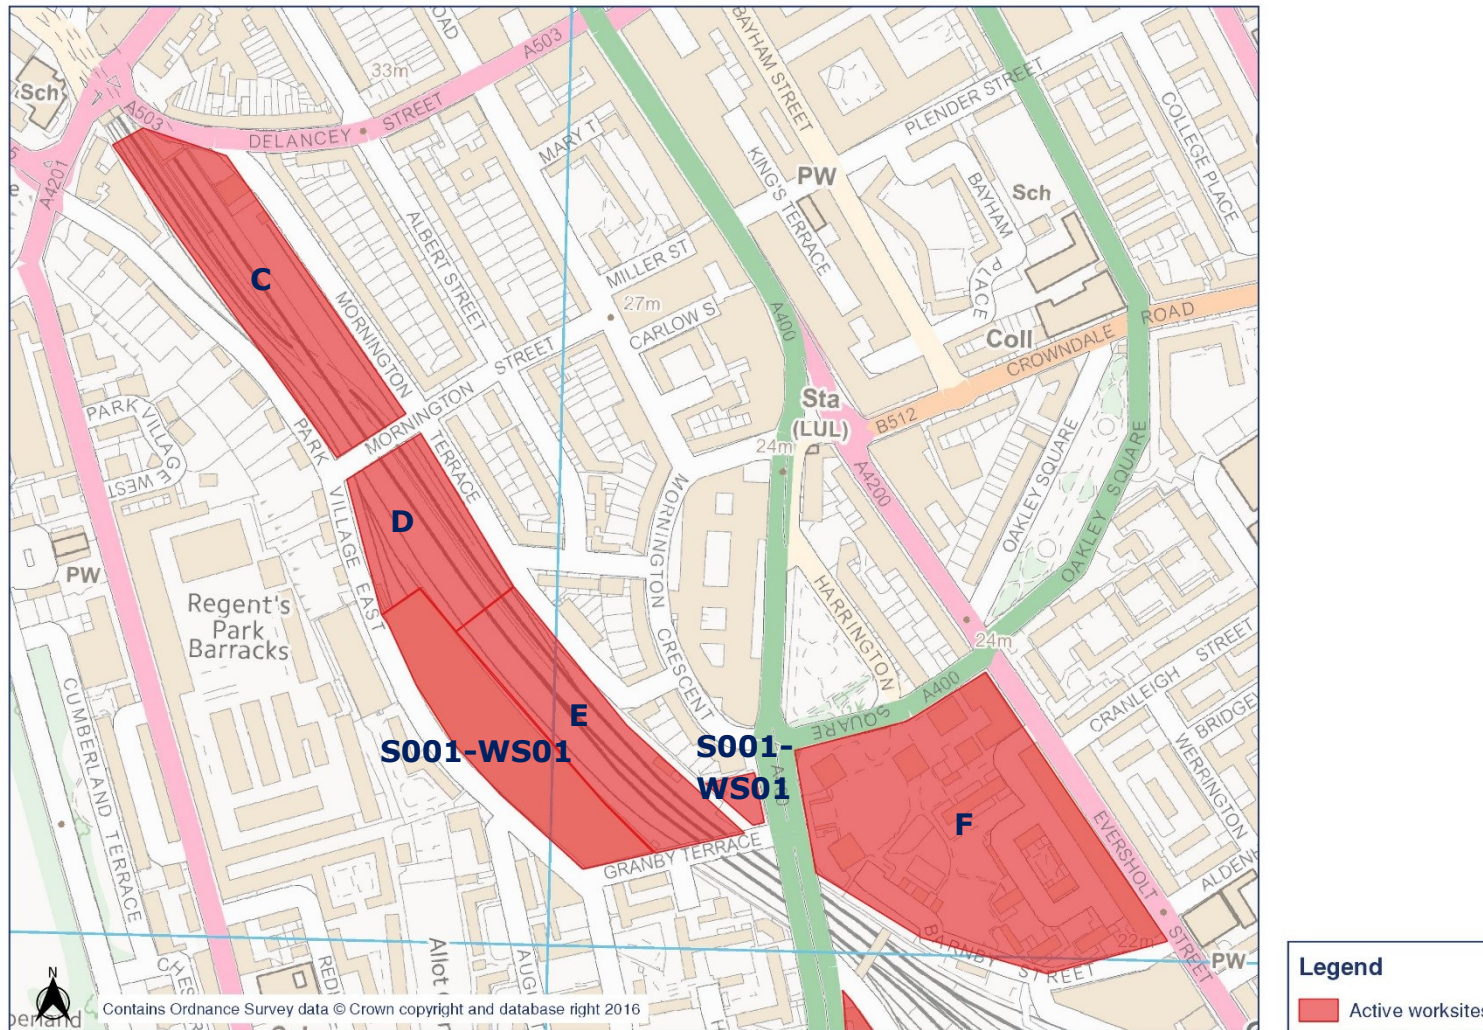 A503
ROAD
33m
A503
DELANCEY
STREET
BAYHAM STREET
PLENDER STREET
COLLEGE PLACE
Sch
A4201
MARY T
KING'S TERRACE
PW
BAYHAM
PLACE
Sch
ALBERT STREET
MILLER ST
27m
CARLOW S
C
MORNINGTON
TERRACE
MORNINGTON STREET
A400
Coll
CROWNDALE ROAD
B512
Sta
(LUL)
24m
A4200
PARK VILLAGE
WEST
PARK
VILLAGE EAST
OAKLEY SQUARE
OAKLEY SQUARE
D
MORNINGTON CRESCENT
HARRINGTON
SQUARE
A400
24m
PW
Regent's
Park
Barracks
CUMBERLAND TERRACE
CRANLEIGH STREET
WERRINGTON
E
S001-WS01
S001-
WS01
F
GRANBY TERRACE
EVERSHOLT
STREET
BARNBY STREET
22m
PW
N
Contains Ordnance Survey data © Crown copyright and database right 2016
Legend
Active worksites